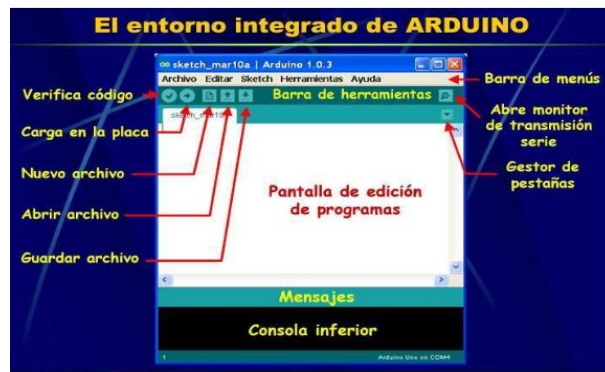 El entorno integrado de ARDUINO
sketch_mar10a | Arduino 1.0.3
Archivo Editar Sketch Herramientas Ayuda
Barra de menús
Verifica código
Barra de herramientas
Abre monitor
de transmisión
serie
Carga en la placa
Gestor de
pestañas
Nuevo archivo
Pantalla de edición
de programas
Abrir archivo
Guardar archivo
Mensajes
Consola inferior
1
Arduino Uno on COM4